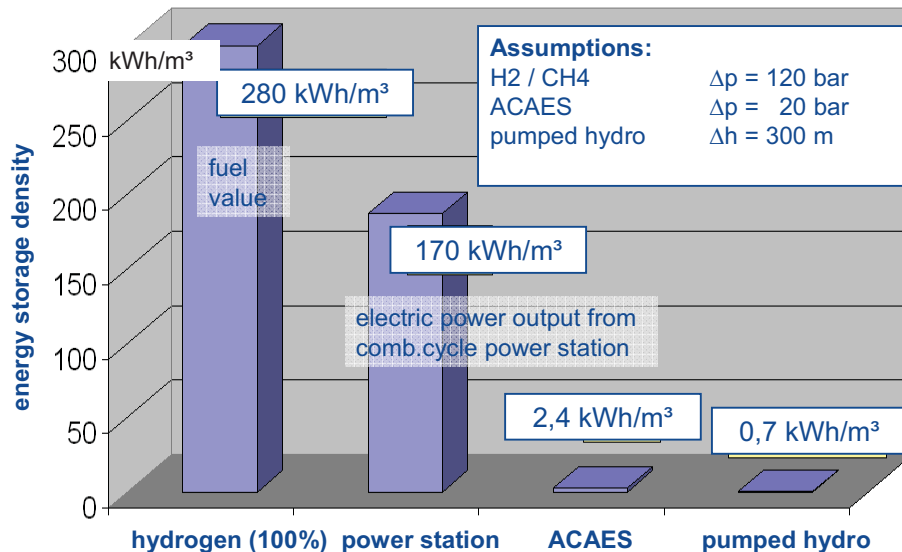 300
kWh/m³
250
200
150
100
50
0
energy storage density
Assumptions:
H2 / CH4 Δp = 120 bar
ACAES Δp = 20 bar
pumped hydro Δh = 300 m
280 kWh/m³
fuel
value
170 kWh/m³
electric power output from
comb.cycle power station
2,4 kWh/m³
0,7 kWh/m³
hydrogen (100%)
power station
ACAES
pumped hydro